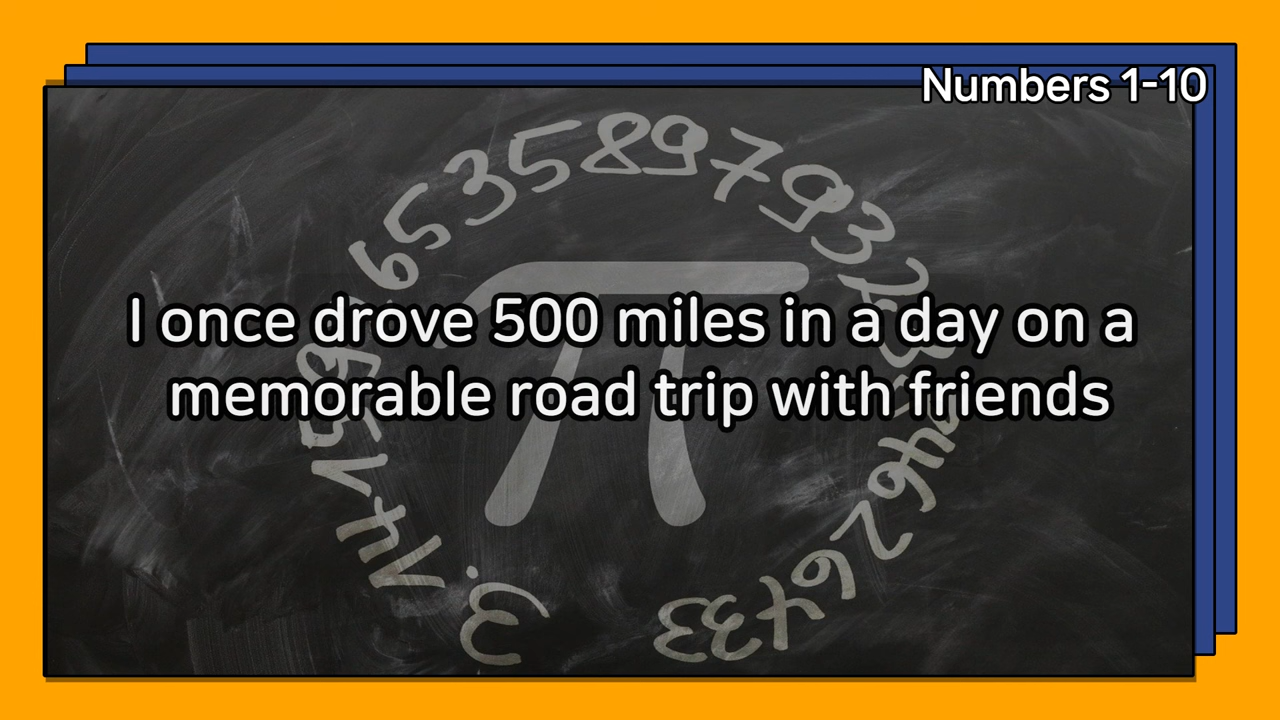 Numbers 1-10
I once drove 500 miles in a day on a
memorable road trip with friends